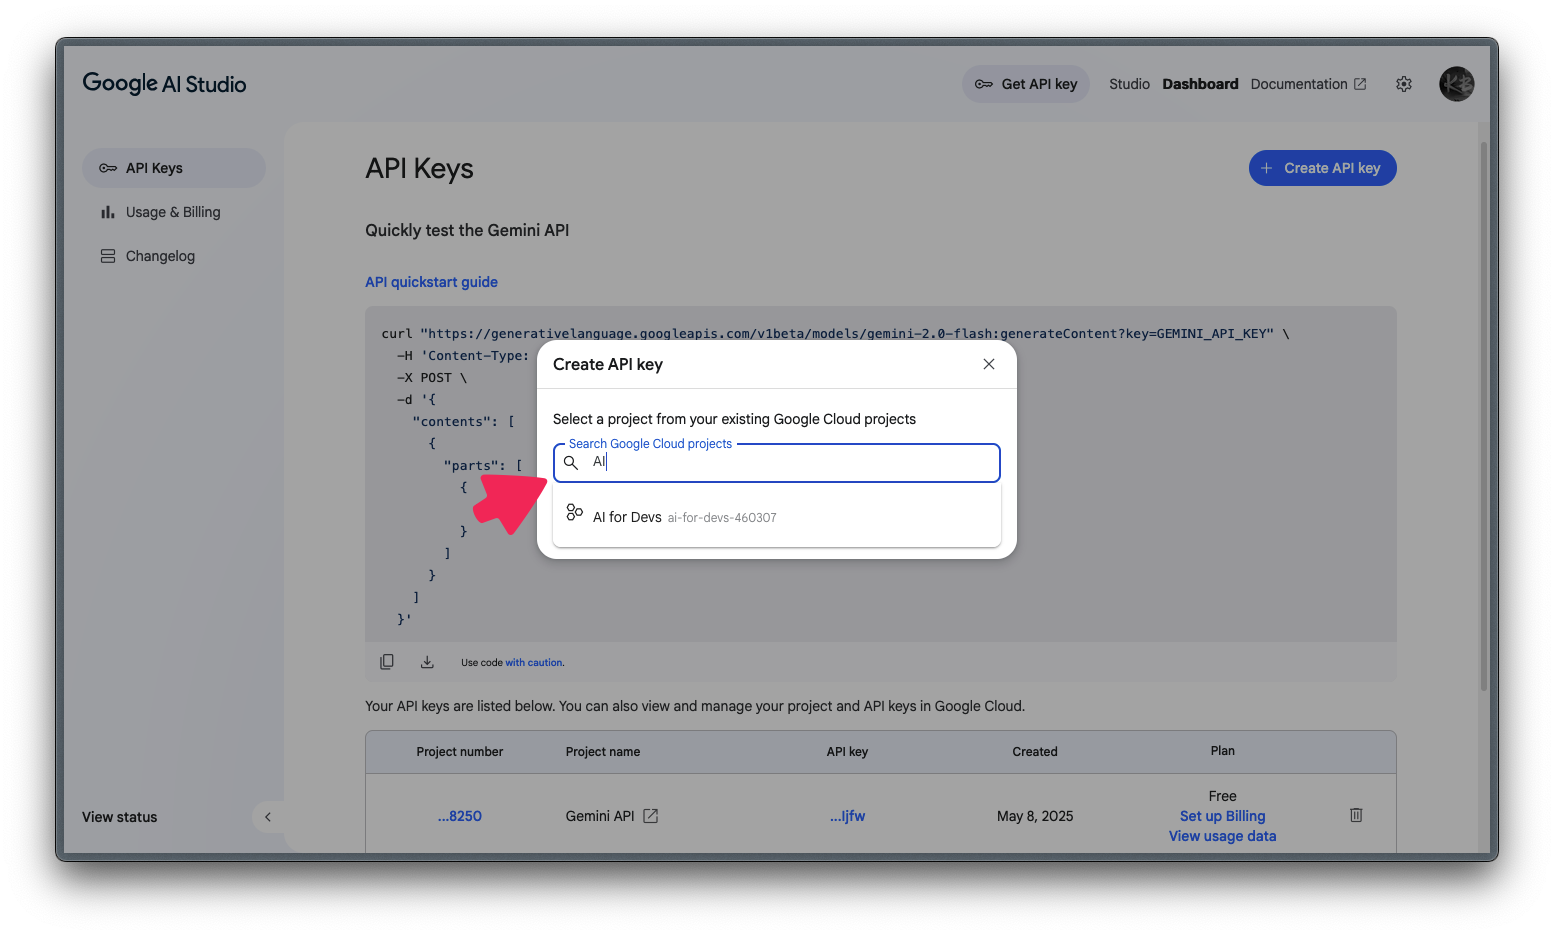 Google AI Studio
Get API key
Studio
Dashboard
Documentation
KB
API Keys
Usage & Billing
Changelog
View status
API Keys
Create API key
Quickly test the Gemini API
API quickstart guide
curl "https://generativelanguage.googleapis.com/v1beta/models/gemini-2.0-flash:generateContent?key=GEMINI_API_KEY" \
-H 'Content-Type:
-X POST \
-d '{
"contents": [
{
"parts": [
{
}
]
}
]
}'
Create API key
Select a project from your existing Google Cloud projects
Search Google Cloud projects
AI
AI for Devs ai-for-devs-460307
Use code with caution.
Your API keys are listed below. You can also view and manage your project and API keys in Google Cloud.
Project number Project name API key Created Plan
...8250 Gemini API ...ljfw May 8, 2025 Free
Set up Billing
View usage data